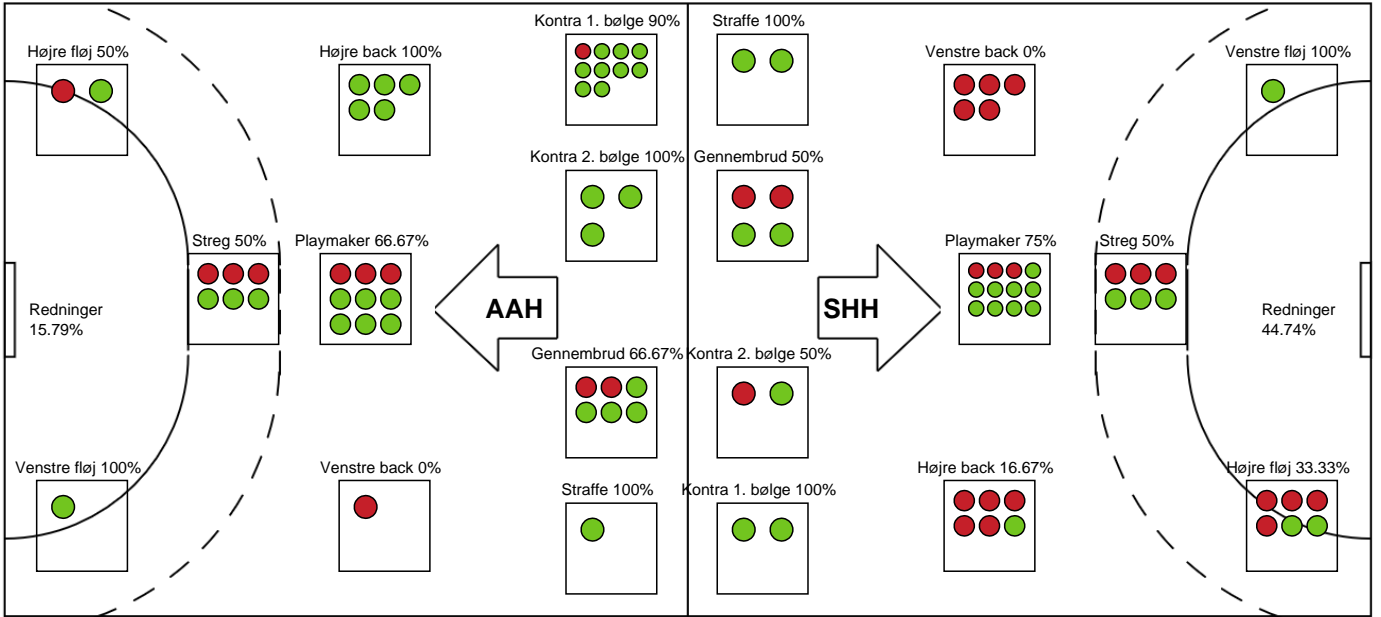 Kontra 1. bølge 90%
Straffe 100%
Højre fløj 50%
Højre back 100%
Venstre back 0%
Venstre fløj 100%
Kontra 2. bølge 100%
Gennembrud 50%
Streg 50%
Playmaker 66.67%
Playmaker 75%
Streg 50%
Redninger
15.79%
AAH
SHH
Redninger
44.74%
Gennembrud 66.67%
Kontra 2. bølge 50%
Venstre fløj 100%
Venstre back 0%
Højre back 16.67%
Højre fløj 33.33%
Straffe 100%
Kontra 1. bølge 100%